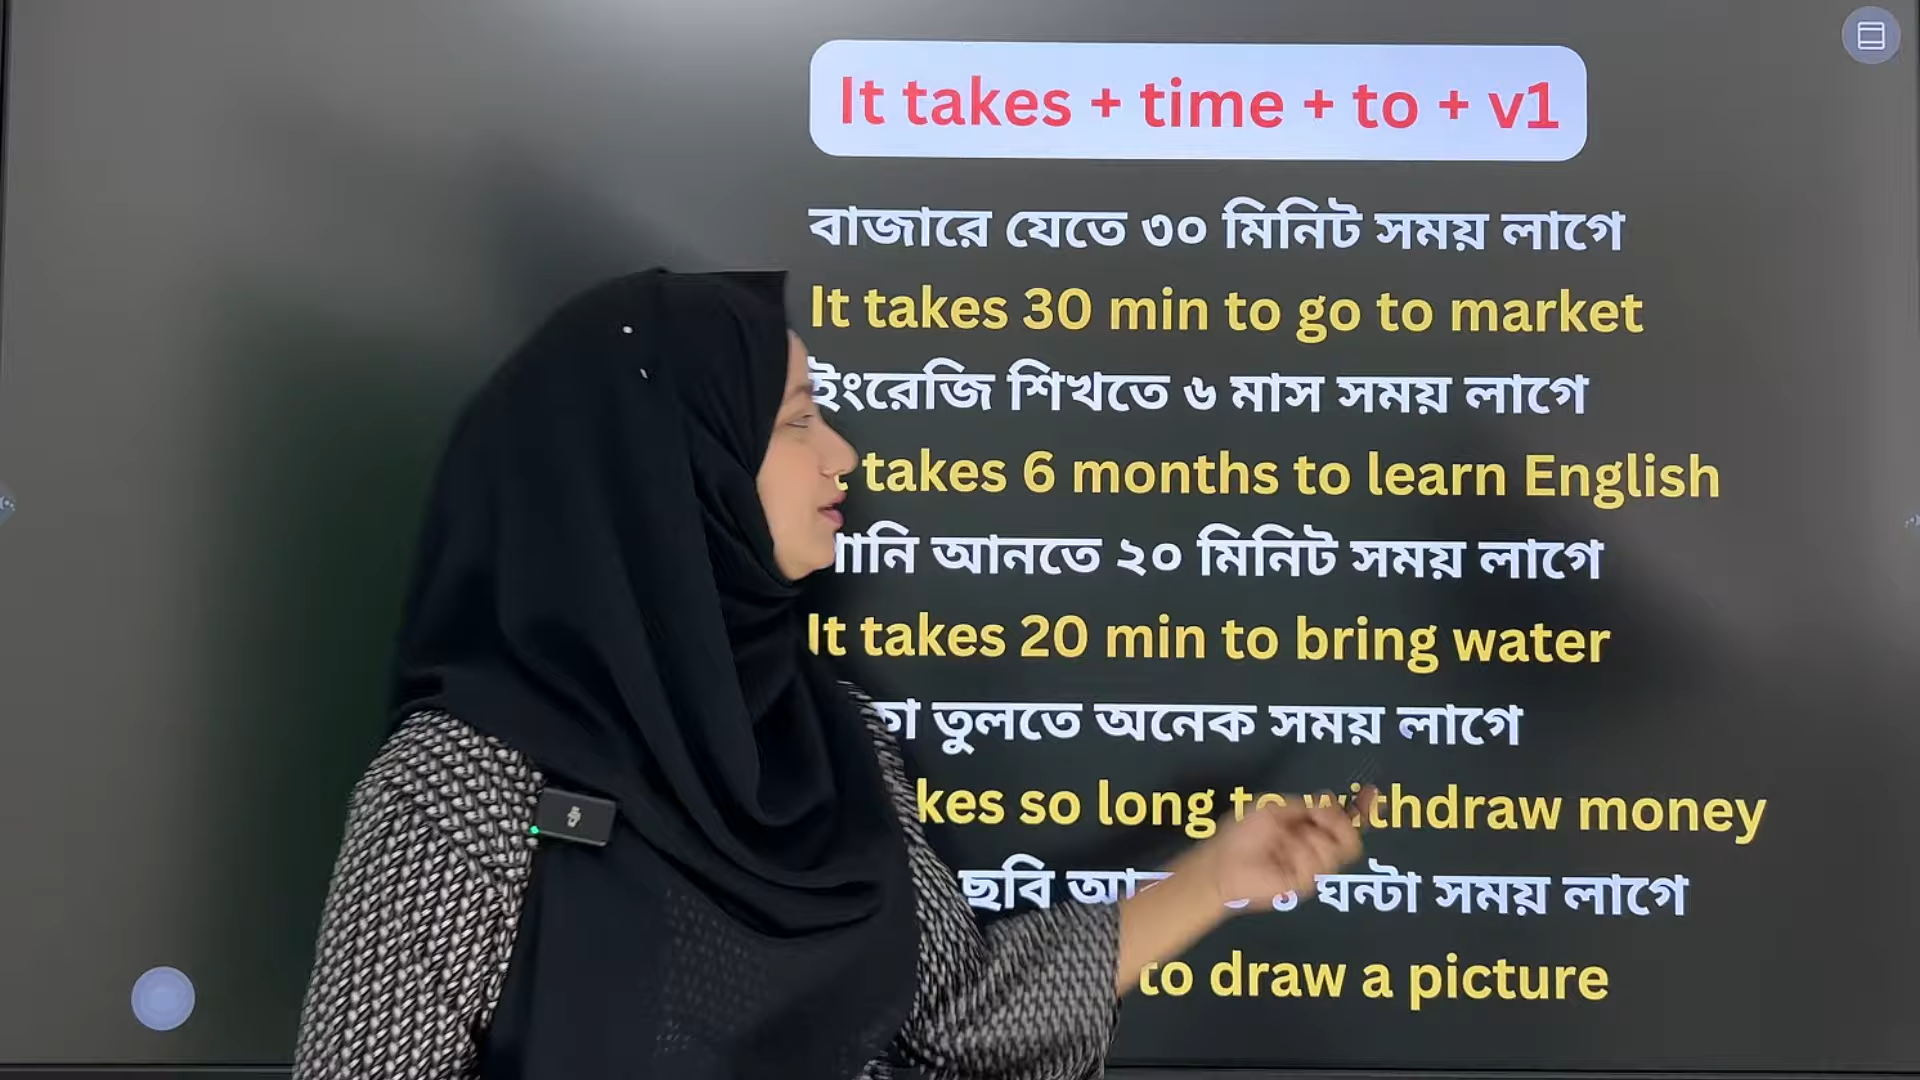 It takes + time + to + v1
বাজারে যেতে ৩০ মিনিট সময় লাগে
It takes 30 min to go to market
ইংরেজি শিখতে ৬ মাস সময় লাগে
takes 6 months to learn English
আনতে ২০ মিনিট সময় লাগে
It takes 20 min to bring water
তুলতে অনেক সময় লাগে
so long to withdraw money
ছবি ঘন্টা সময় লাগে
to draw a picture